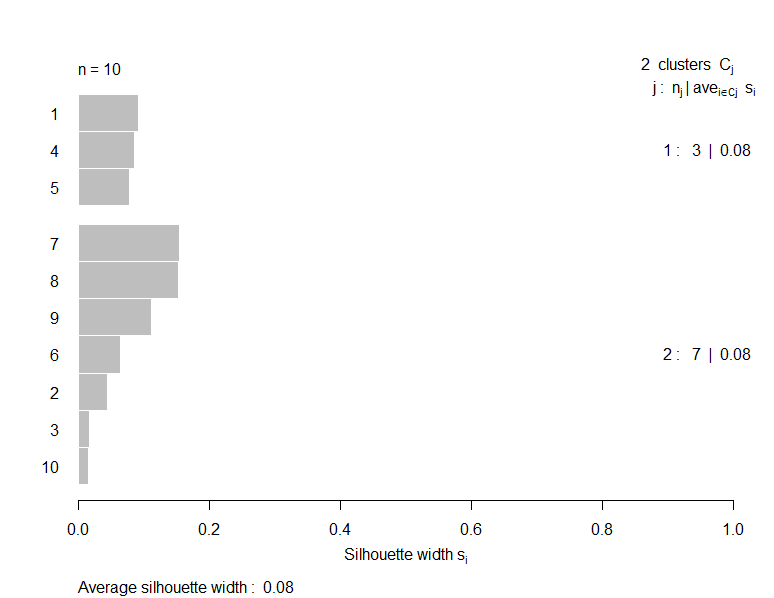 n = 10
2 clusters Cj
j : nj | avei∈Cj si
1
4
1 : 3 | 0.08
5
7
8
9
6
2 : 7 | 0.08
2
3
10
0.0 0.2 0.4 0.6 0.8 1.0
Silhouette width si
Average silhouette width : 0.08